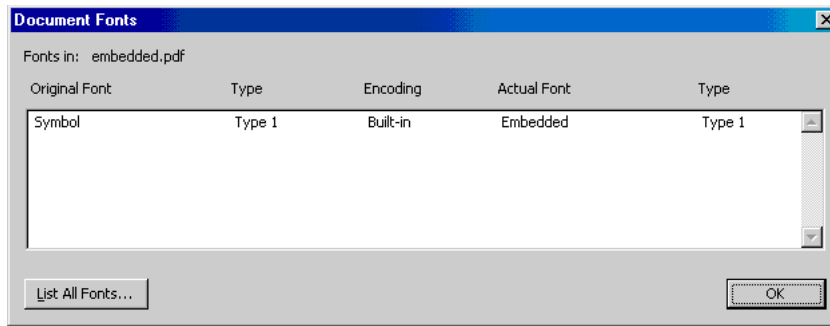 Document Fonts
Fonts in: embedded.pdf
Original Font Type Encoding Actual Font Type
Symbol Type 1 Built-in Embedded Type 1
List All Fonts... OK